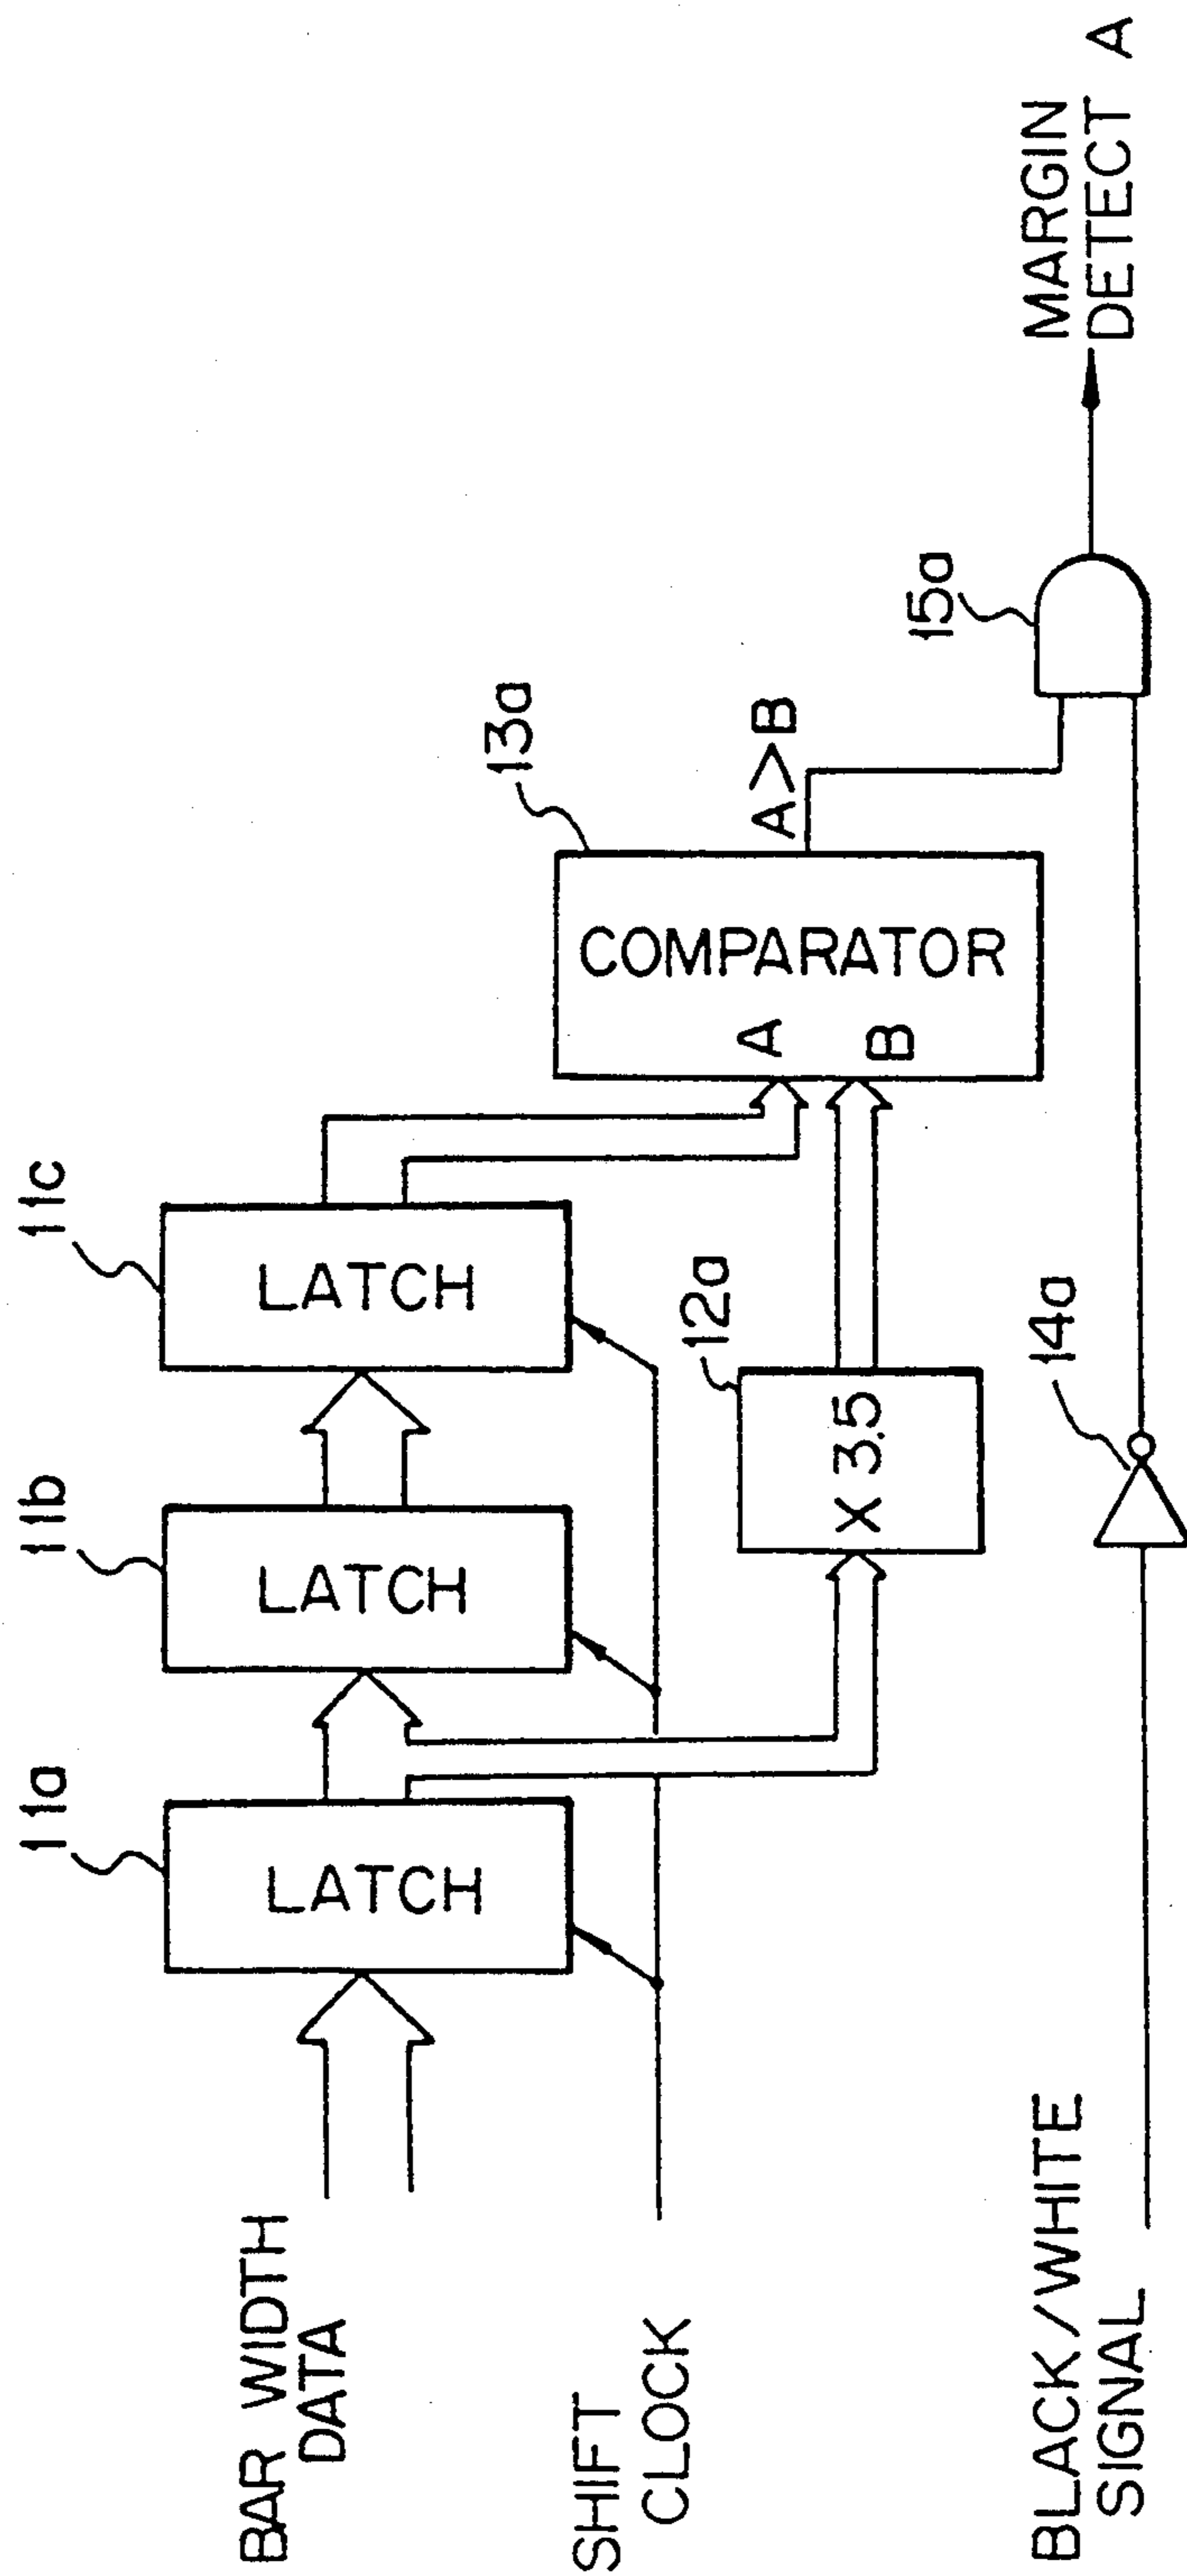 11a
11b
11c
BAR WIDTH
DATA
LATCH
LATCH
LATCH
SHIFT
CLOCK
12a
X 3.5
13a
COMPARATOR
A
B
A>B
BLACK/WHITE
SIGNAL
14a
15a
MARGIN
DETECT A